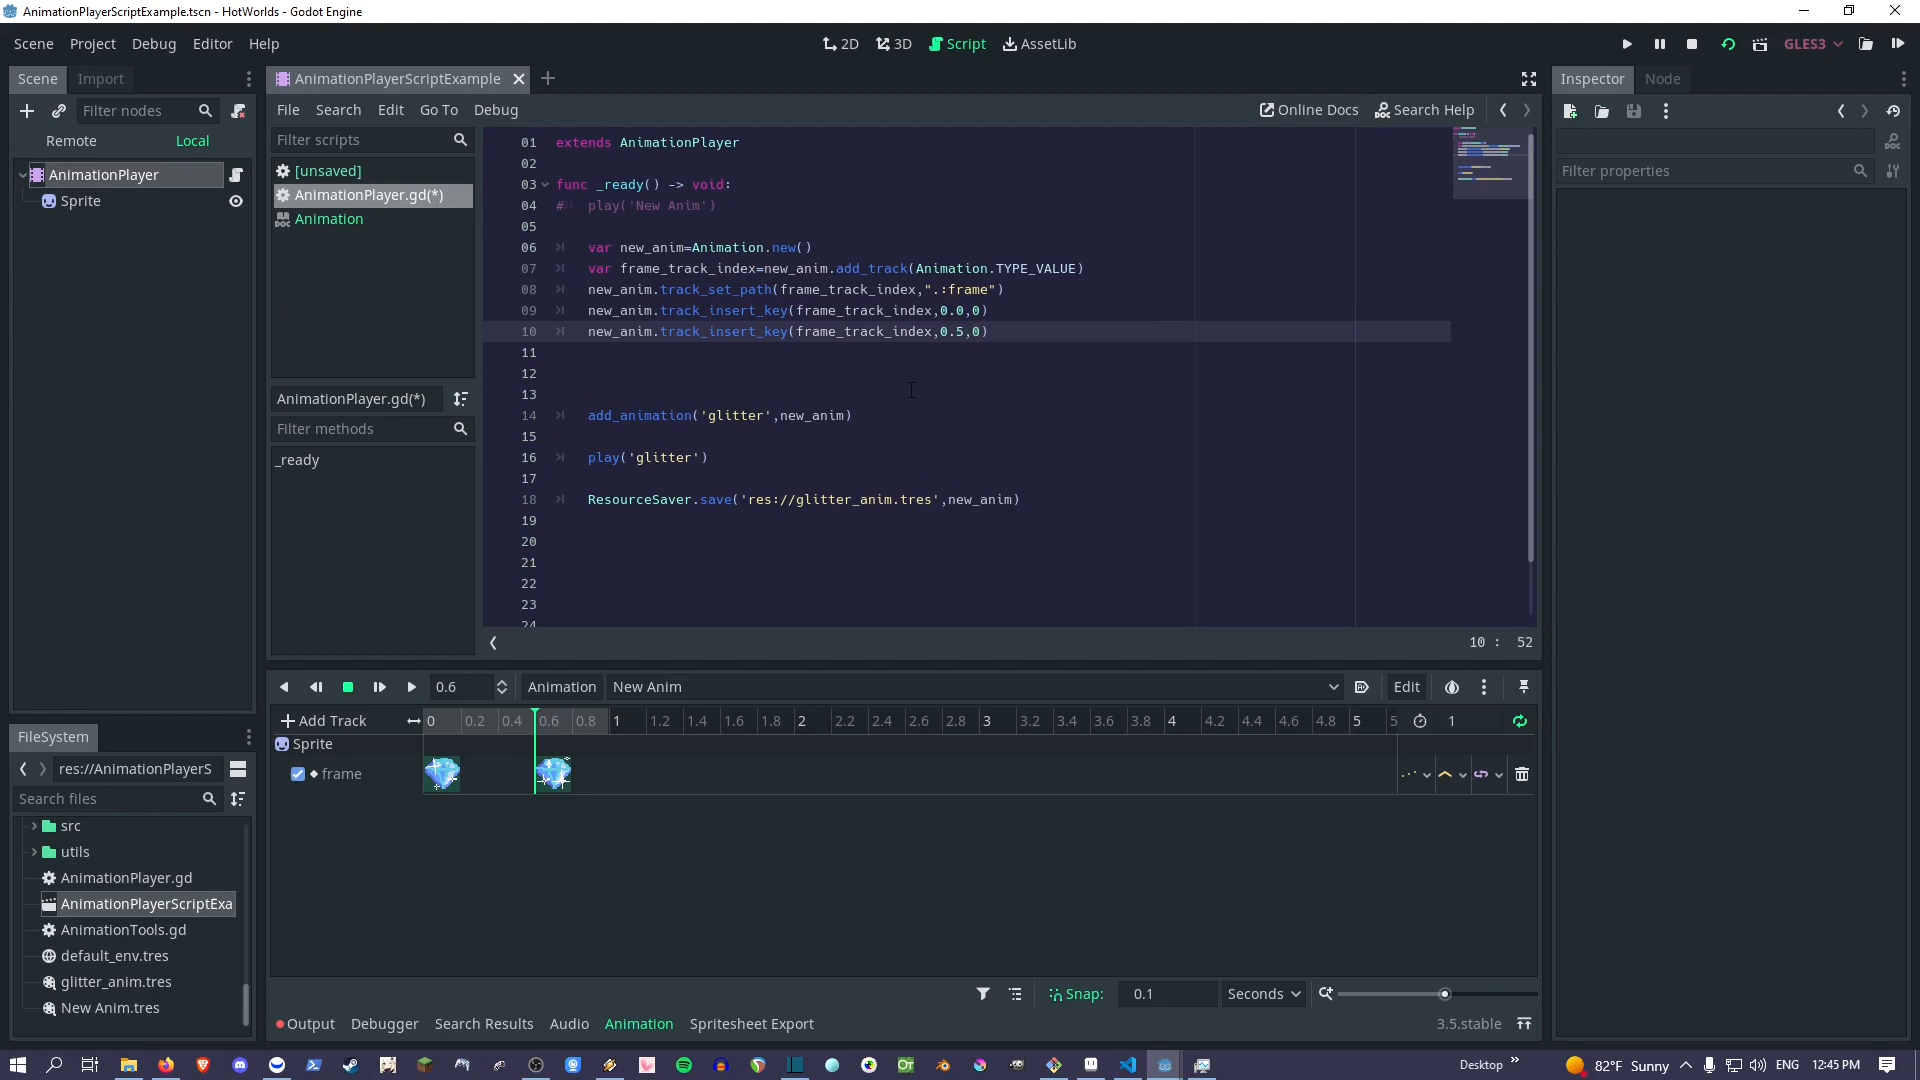 AnimationPlayerScriptExample.tscn - HotWorlds - Godot Engine
Scene Project Debug Editor Help
2D 3D Script AssetLib
GLES3
Scene Import
AnimationPlayerScriptExample
Inspector Node
Filter nodes
File Search Edit Go To Debug
Online Docs Search Help
Remote Local
Filter scripts
AnimationPlayer
Sprite
[unsaved]
AnimationPlayer.gd(*)
Animation
Filter properties
AnimationPlayer.gd(*)
Filter methods
_ready
01 extends AnimationPlayer
02
03 func _ready() -> void:
04 # play('New Anim')
05
06 var new_anim=Animation.new()
07 var frame_track_index=new_anim.add_track(Animation.TYPE_VALUE)
08 new_anim.track_set_path(frame_track_index,".:frame")
09 new_anim.track_insert_key(frame_track_index,0.0,0)
10 new_anim.track_insert_key(frame_track_index,0.5,0)
11
12
13
14 add_animation('glitter',new_anim)
15
16 play('glitter')
17
18 ResourceSaver.save('res://glitter_anim.tres',new_anim)
19
20
21
22
23
24
10 : 52
0.6 Animation New Anim Edit
Add Track 0 0.2 0.4 0.6 0.8 1 1.2 1.4 1.6 1.8 2 2.2 2.4 2.6 2.8 3 3.2 3.4 3.6 3.8 4 4.2 4.4 4.6 4.8 5 5 1
Sprite
frame
Snap: 0.1 Seconds
Output Debugger Search Results Audio Animation Spritesheet Export
3.5.stable
FileSystem
res://AnimationPlayerS
Search files
src
utils
AnimationPlayer.gd
AnimationPlayerScriptExa
AnimationTools.gd
default_env.tres
glitter_anim.tres
New Anim.tres
Desktop 82°F Sunny ENG 12:45 PM